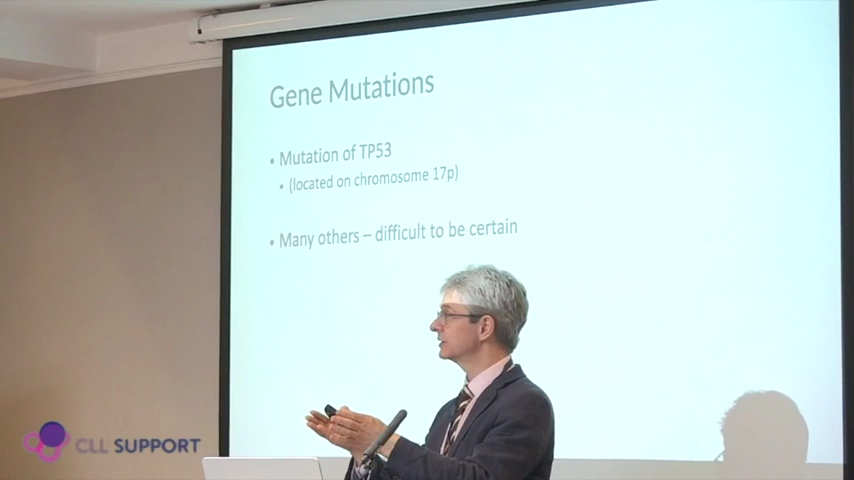 Gene Mutations
• Mutation of TP53
• (located on chromosome 17p)
• Many others – difficult to be certain
CLL SUPPORT